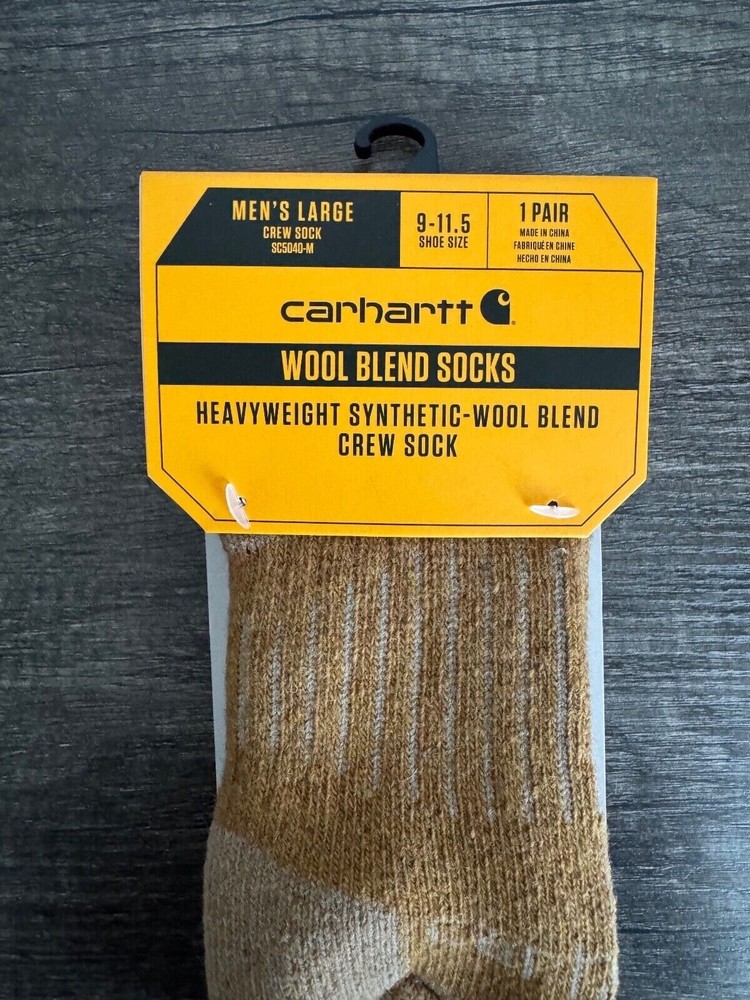 MEN'S LARGE
CREW SOCK
SC5040-M
9-11.5
SHOE SIZE
1 PAIR
MADE IN CHINA
FABRIQUÉ EN CHINE
HECHO EN CHINA
carhartt
WOOL BLEND SOCKS
HEAVYWEIGHT SYNTHETIC-WOOL BLEND
CREW SOCK